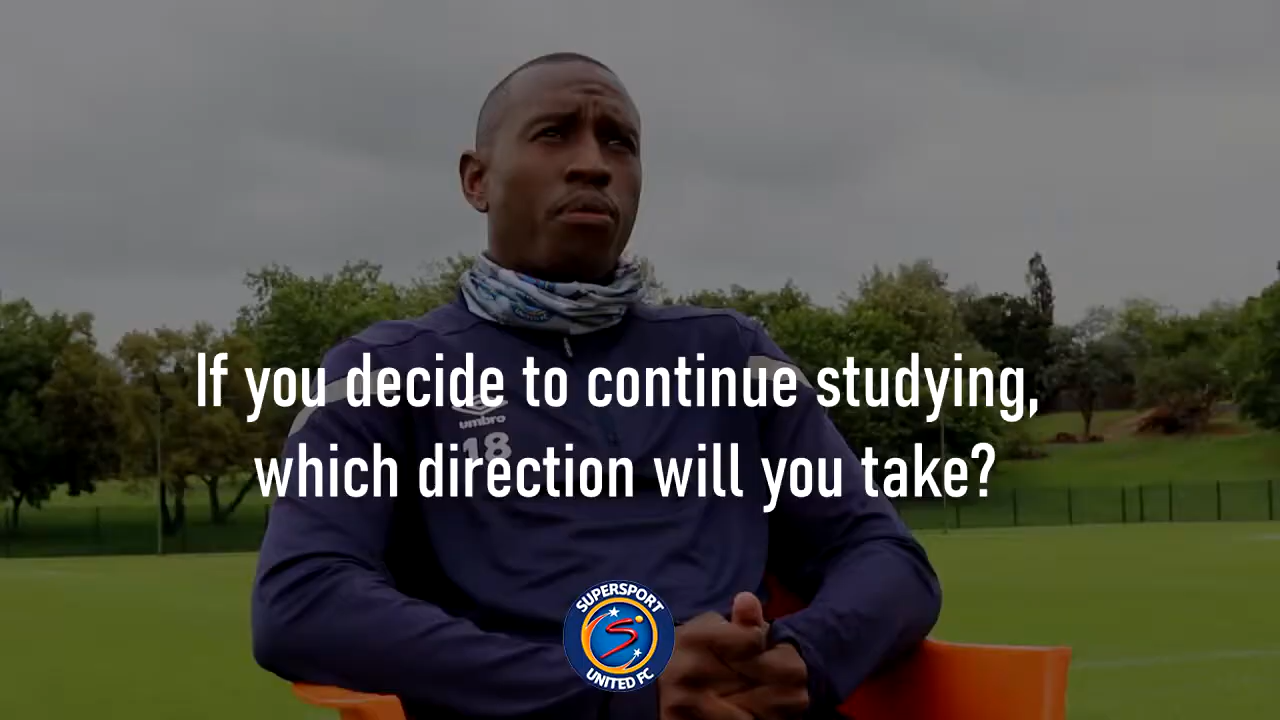 If you decide to continue studying,
umbro
18
which direction will you take?
SUPERSPORT
UNITED FC